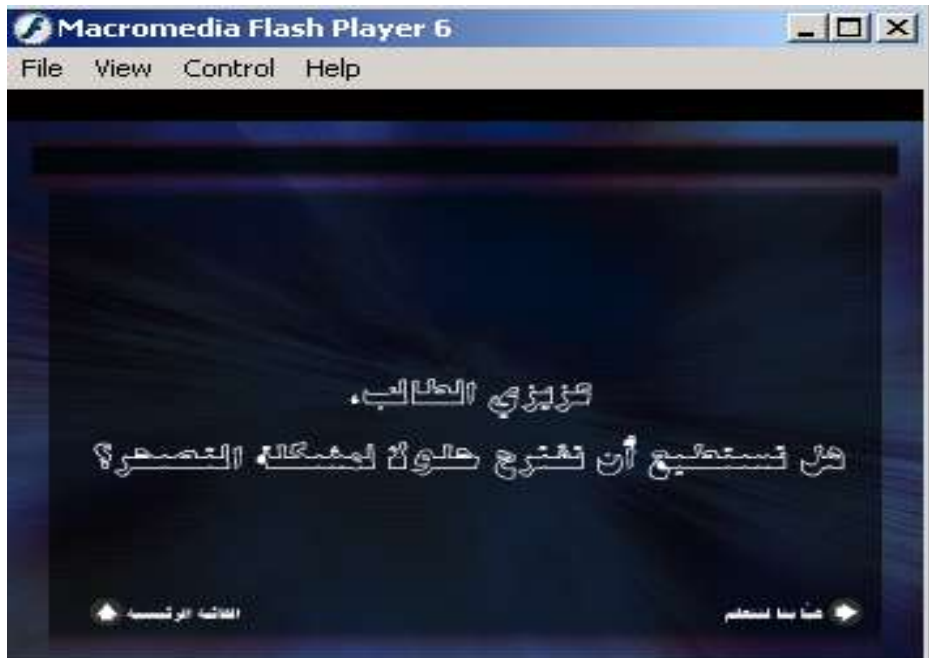 Macromedia Flash Player 6
File View Control Help
عزيزي الطالب.
هل تستطيع أن تقترح حلولا لمشكلة التصحر؟
هيا بنا لنتعلم
القائمة الرئيسية